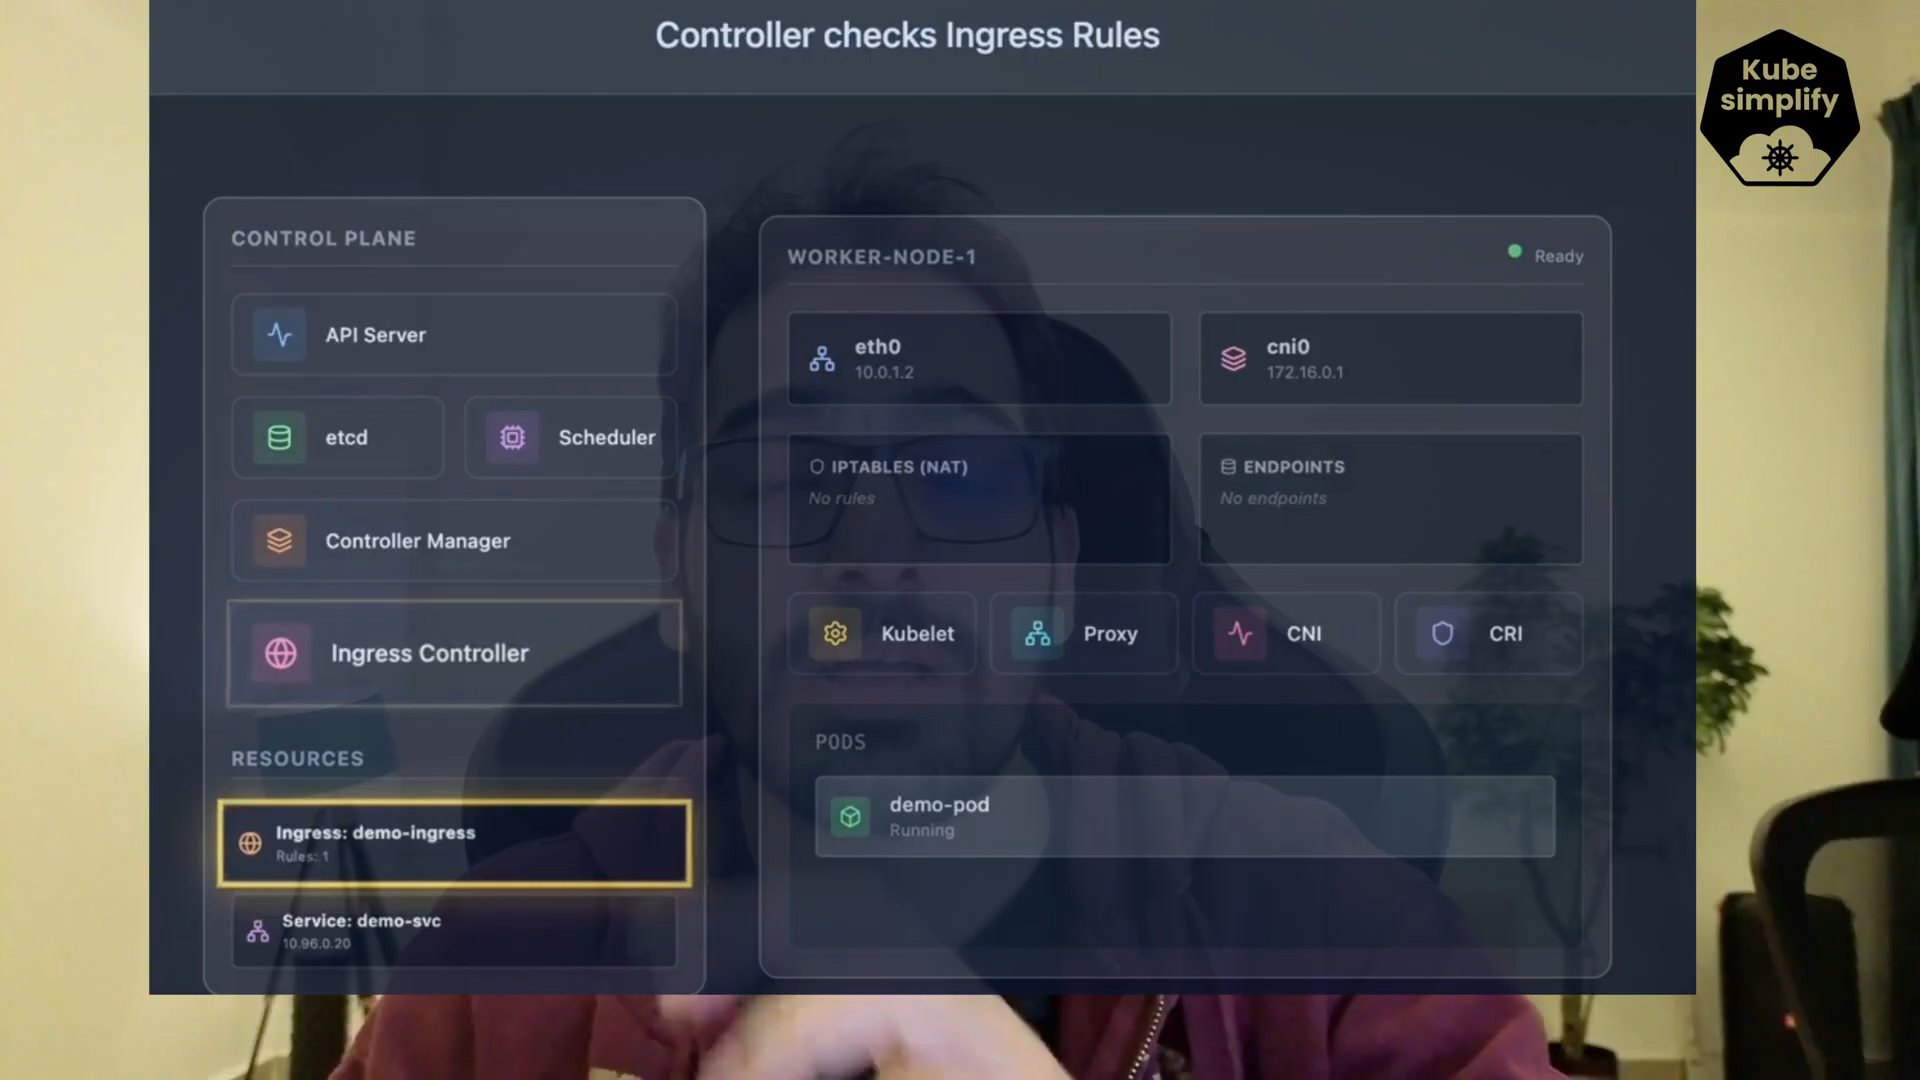 Controller checks Ingress Rules
Kube
simplify
CONTROL PLANE
API Server
etcd
Scheduler
Controller Manager
Ingress Controller
RESOURCES
Ingress: demo-ingress
Rules: 1
Service: demo-svc
10.96.0.20
WORKER-NODE-1
Ready
eth0
10.0.1.2
cni0
172.16.0.1
IPTABLES (NAT)
No rules
ENDPOINTS
No endpoints
Kubelet
Proxy
CNI
CRI
PODS
demo-pod
Running